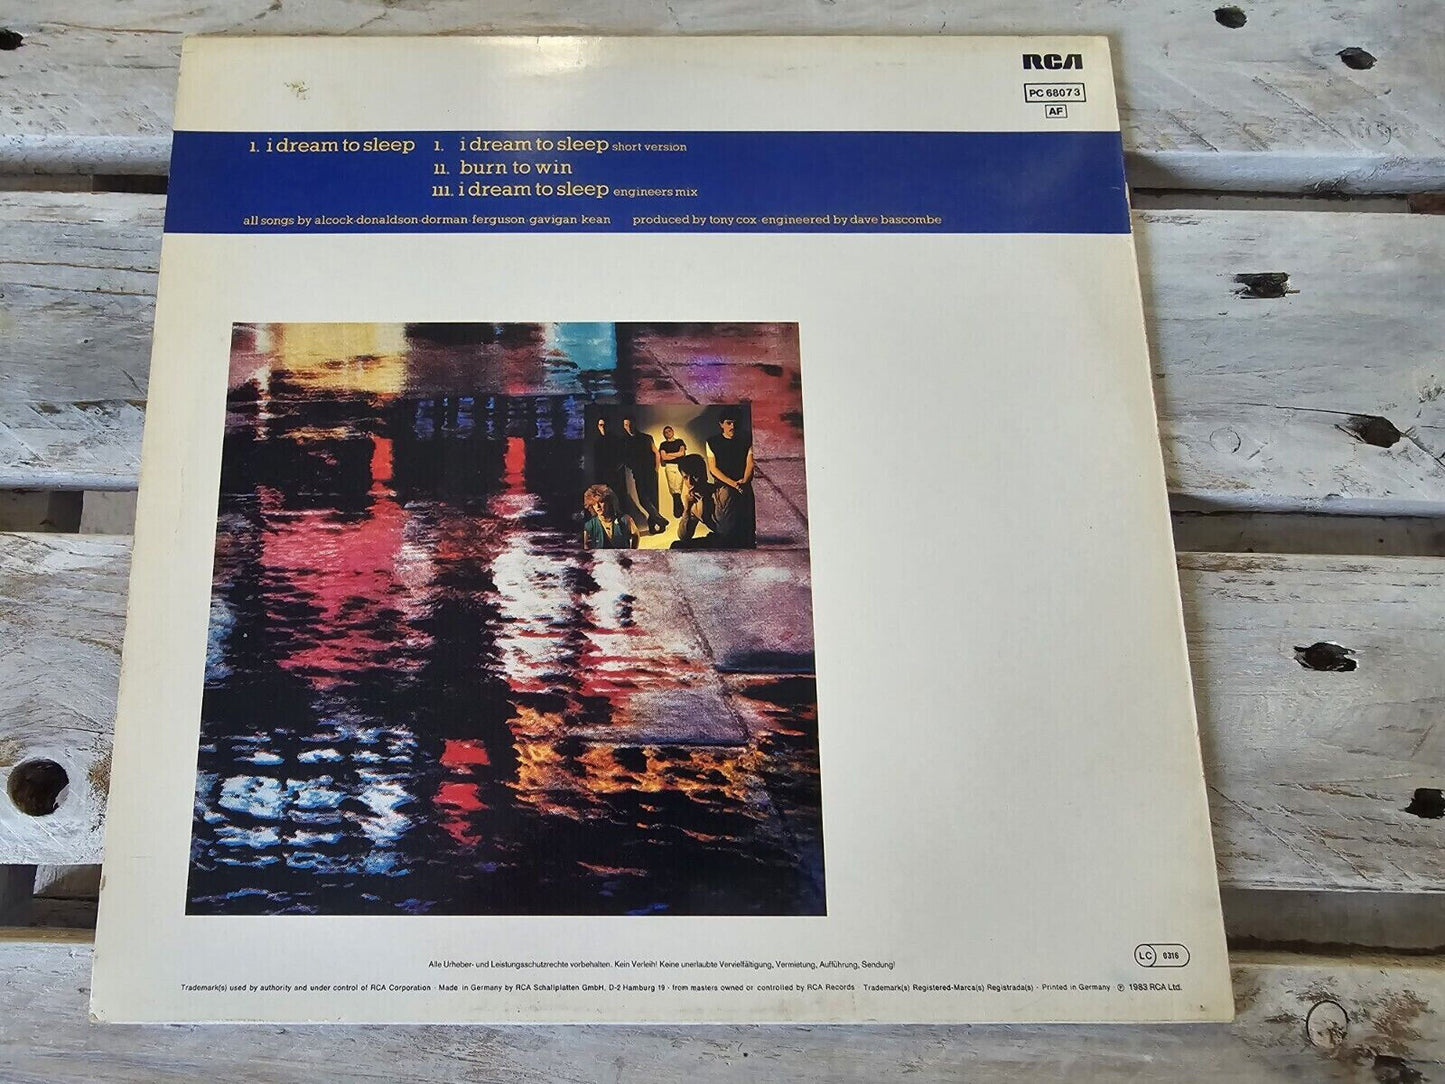 RCA
PC 68073
AF
1. i dream to sleep
1. i dream to sleep short version
11. burn to win
111. i dream to sleep engineers mix
all songs by alcock·donaldson·dorman·ferguson·gavigan·kean
produced by tony cox·engineered by dave bascombe
Alle Urheber- und Leistungsschutzrechte vorbehalten. Kein Verleih! Keine unerlaubte Vervielfältigung, Vermietung, Aufführung, Sendung!
LC 0316
Trademark(s) used by authority and under control of RCA Corporation · Made in Germany by RCA Schallplatten GmbH, D-2 Hamburg 19 · from masters owned or controlled by RCA Records · Trademark(s) Registered-Marca(s) Registrada(s) · Printed in Germany · ℗ 1983 RCA Ltd.